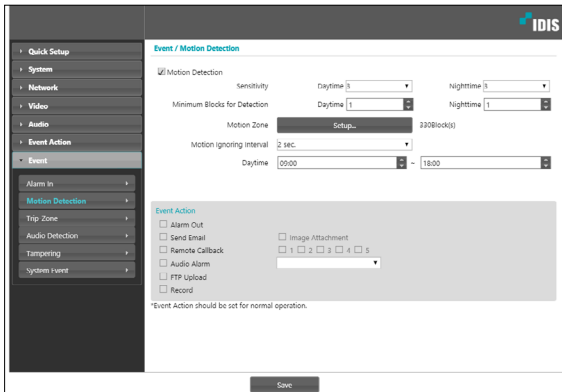 IDIS
Quick Setup
System
Network
Video
Audio
Event Action
Event
Alarm In
Motion Detection
Trip-Zone
Audio Detection
Tampering
System Event
Event / Motion Detection
Motion Detection
Sensitivity Daytime 3 Nighttime 3
Minimum Blocks for Detection Daytime 1 Nighttime 1
Motion Zone Setup... 330Block(s)
Motion Ignoring Interval 2 sec.
Daytime 09:00 ~ 18:00
Event Action
Alarm Out
Send Email Image Attachment
Remote Callback 1 2 3 4 5
Audio Alarm
FTP Upload
Record
*Event Action should be set for normal operation.
Save